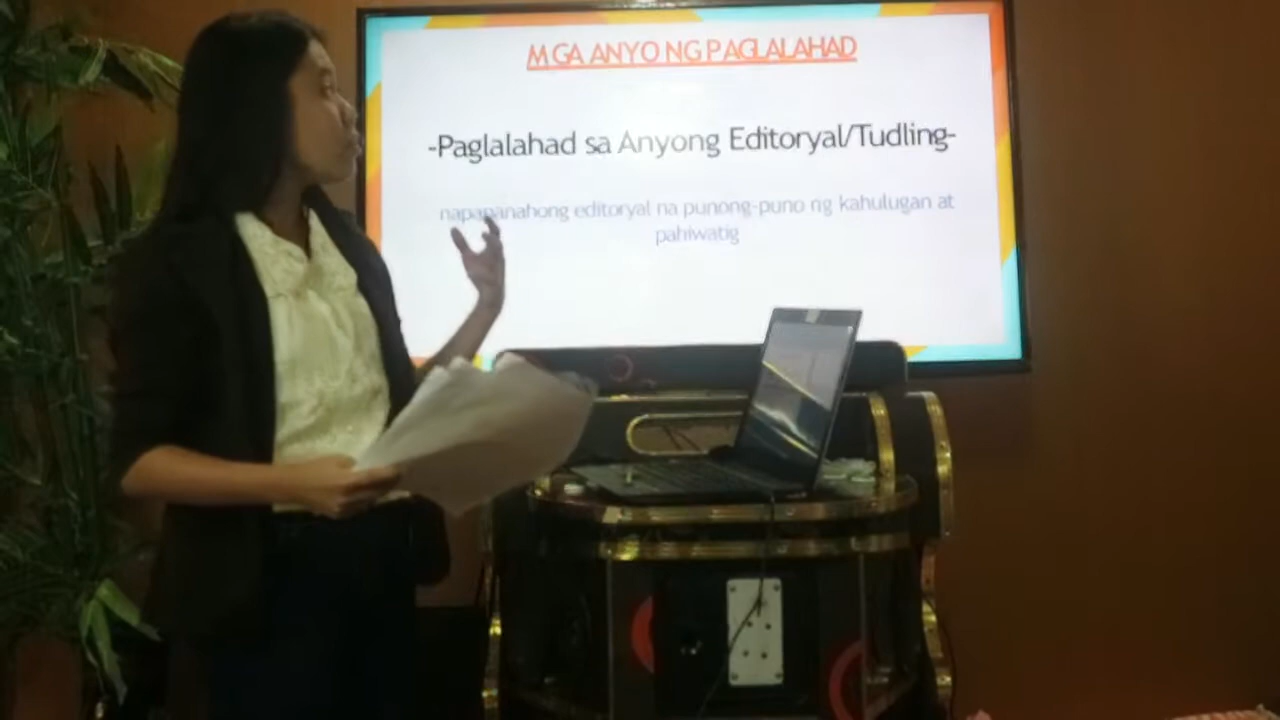 MGA ANYO NG PAGLALAHAD
-Paglalahad sa Anyong Editoryal/Tudling-
napapanahong editoryal na punong-puno ng kahulugan at
pahiwatig